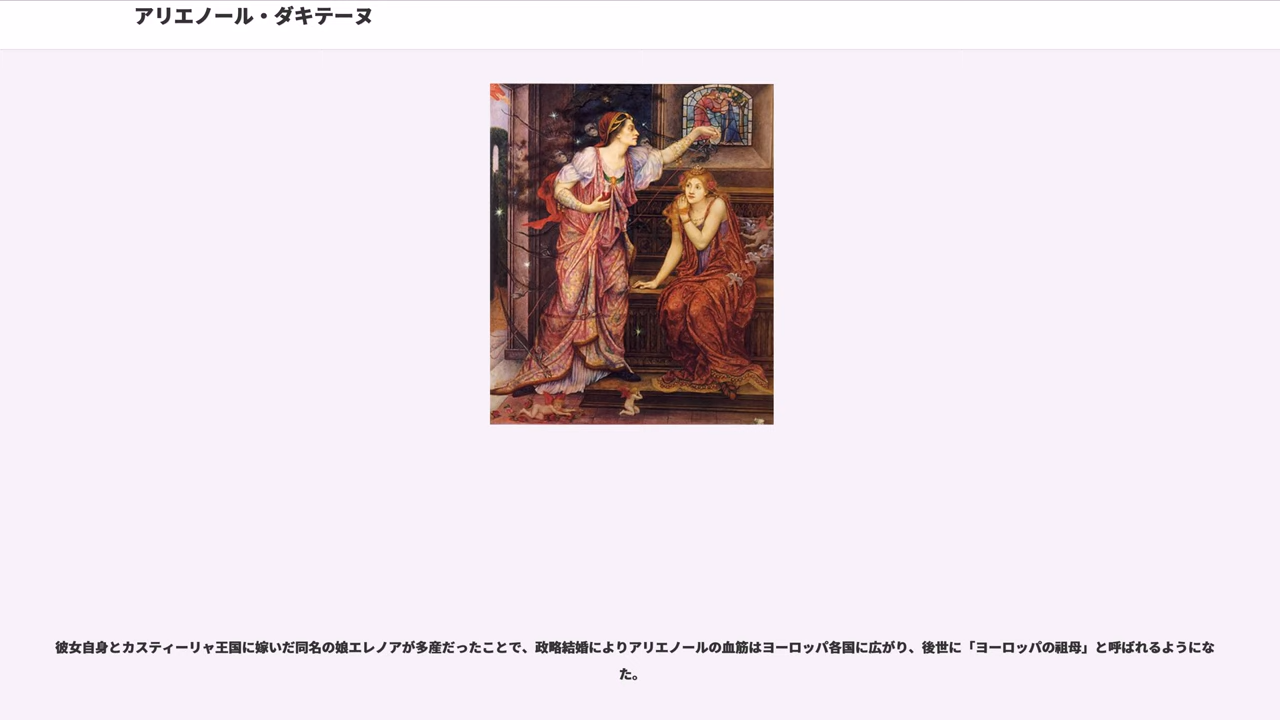 アリエノール・ダキテーヌ
彼女自身とカスティーリャ王国に嫁いだ同名の娘エレノアが多産だったことで、政略結婚によりアリエノールの血筋はヨーロッパ各国に広がり、後世に「ヨーロッパの祖母」と呼ばれるようにな
た。